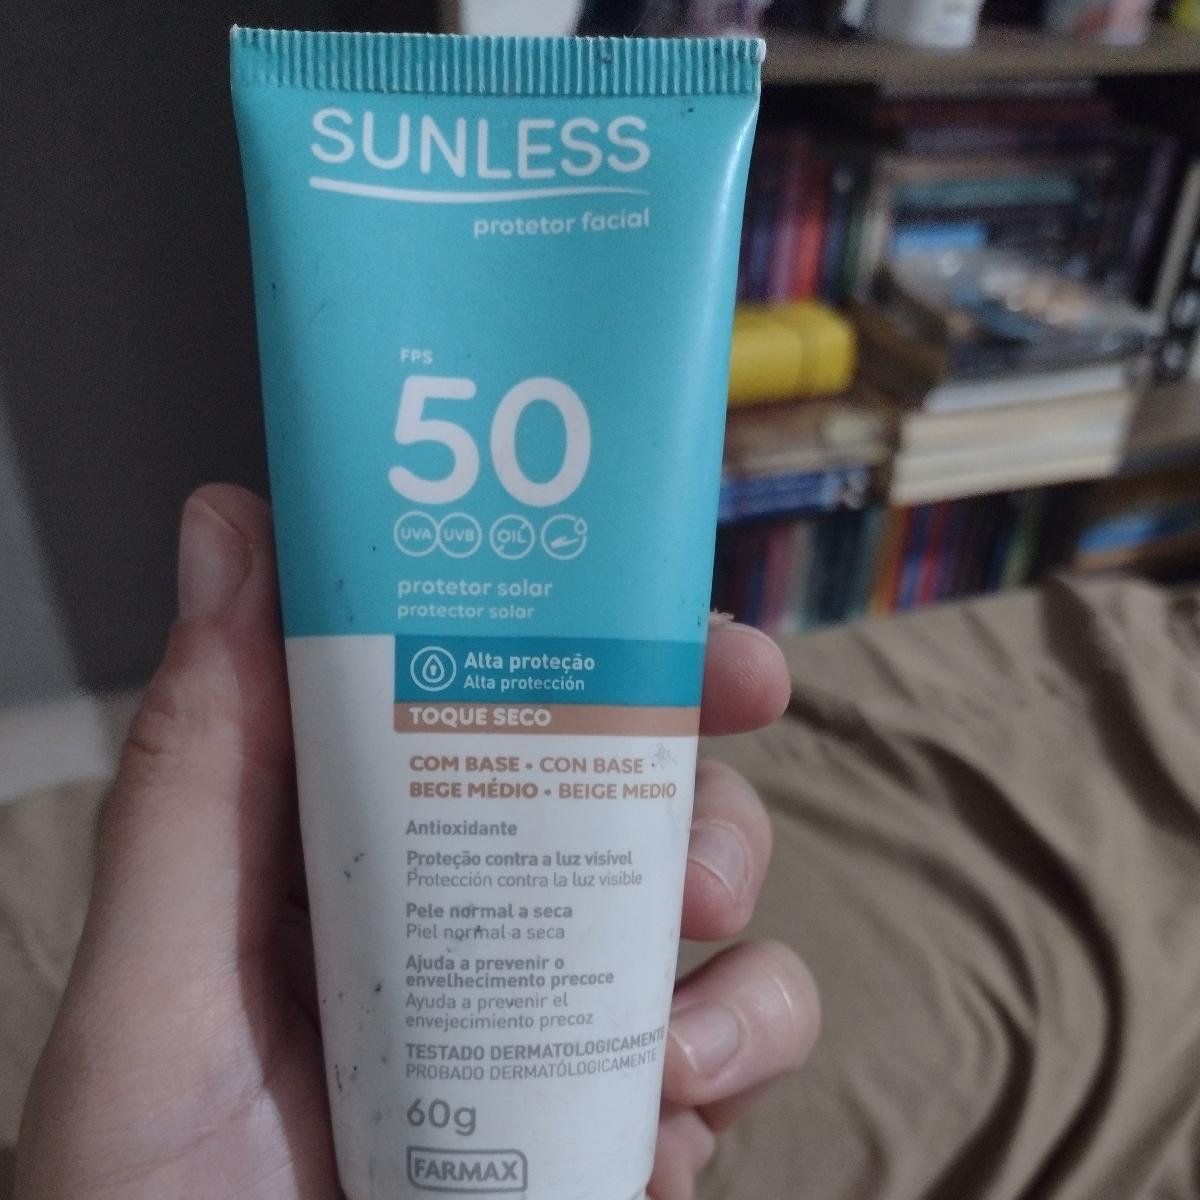 SUNLESS
protetor facial
FPS
50
UVA UVB OIL
protetor solar
protector solar
Alta proteção
Alta protección
TOQUE SECO
COM BASE • CON BASE
BEGE MÉDIO • BEIGE MEDIO
Antioxidante
Proteção contra a luz visível
Protección contra la luz visible
Pele normal a seca
Piel normal a seca
Ajuda a prevenir o
envelhecimento precoce
Ayuda a prevenir el
envejecimiento precoz
TESTADO DERMATOLOGICAMENTE
PROBADO DERMATÓLOGICAMENTE
60g
FARMAX